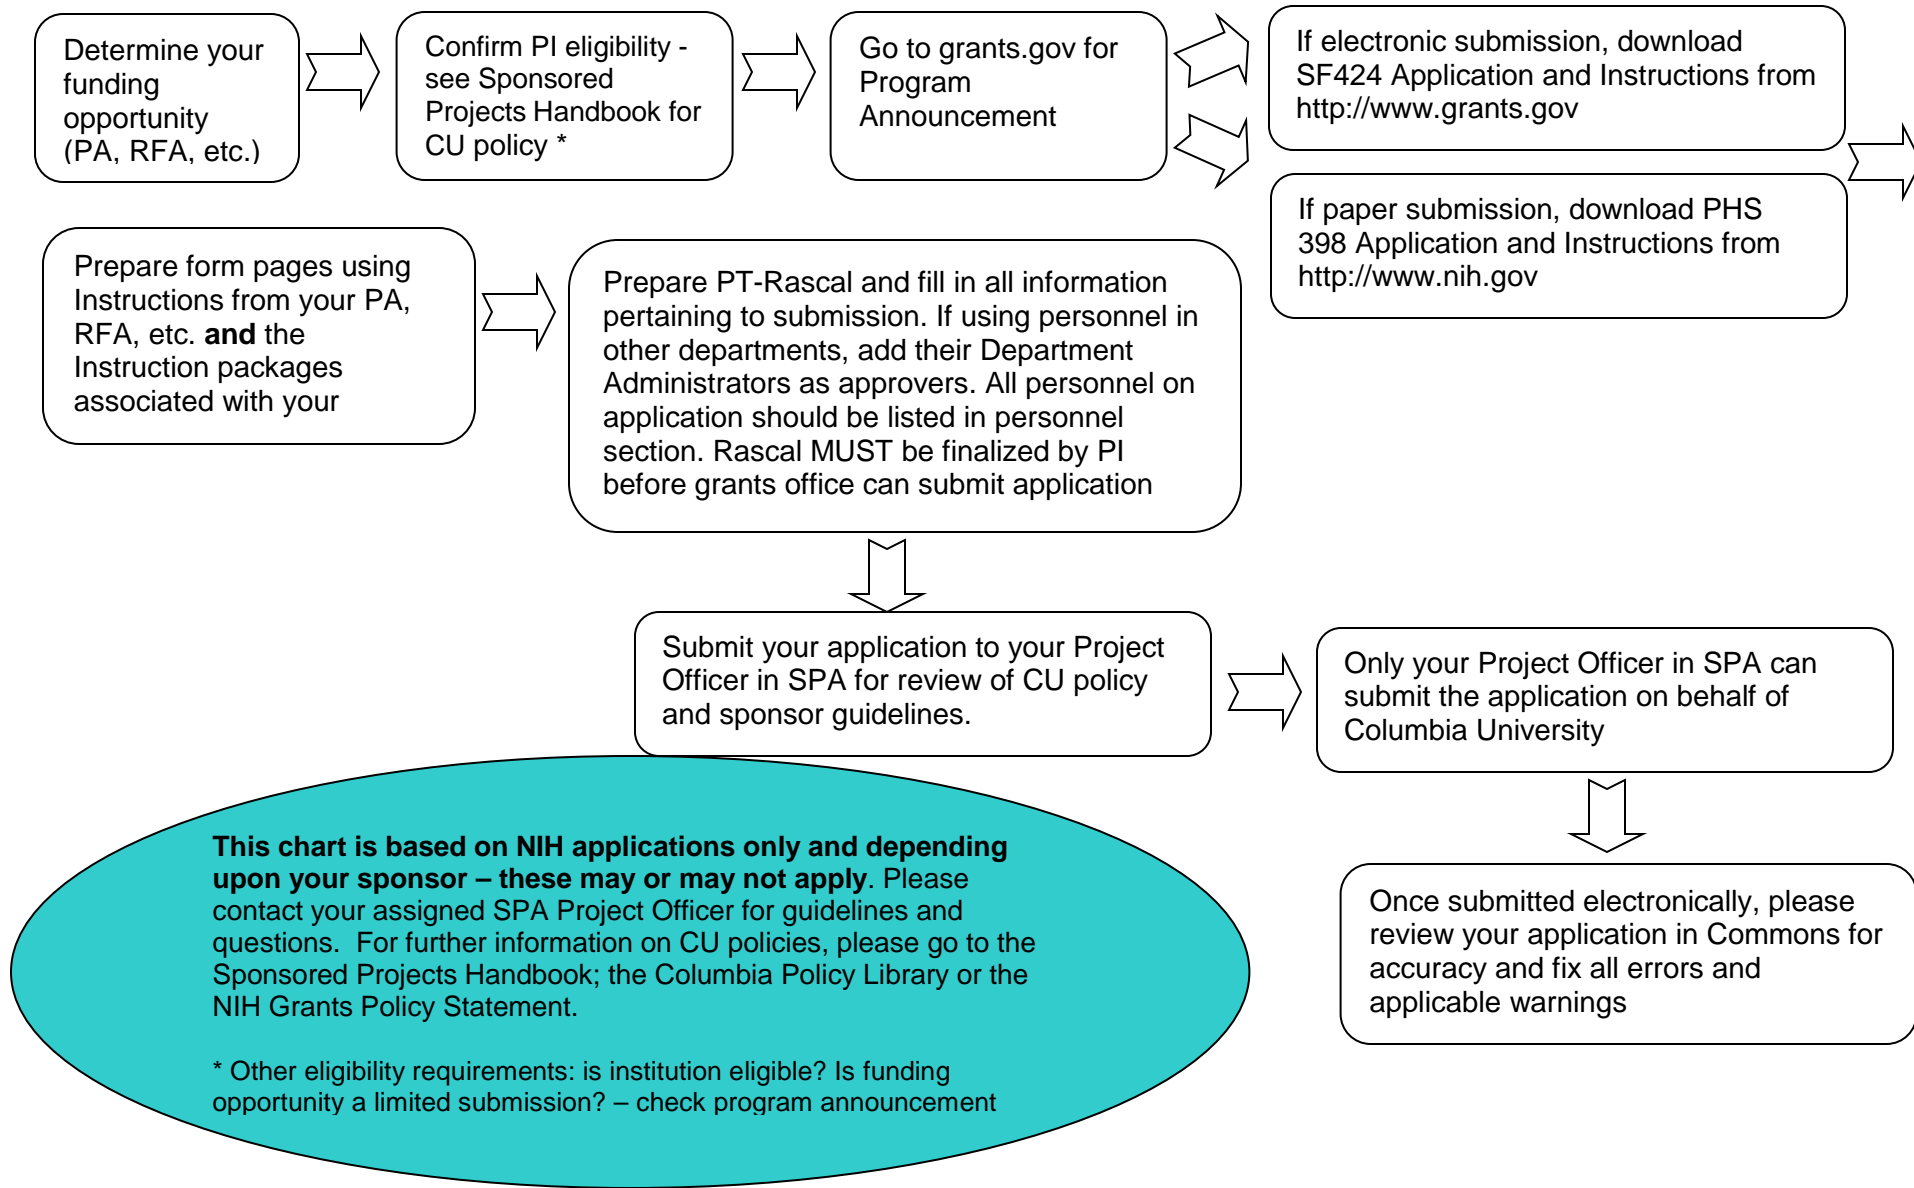 Determine your
funding
opportunity
(PA, RFA, etc.)
Confirm PI eligibility -
see Sponsored
Projects Handbook for
CU policy *
Go to grants.gov for
Program
Announcement
If electronic submission, download
SF424 Application and Instructions from
http://www.grants.gov
If paper submission, download PHS
398 Application and Instructions from
http://www.nih.gov
Prepare form pages using
Instructions from your PA,
RFA, etc. and the
Instruction packages
associated with your
Prepare PT-Rascal and fill in all information
pertaining to submission. If using personnel in
other departments, add their Department
Administrators as approvers. All personnel on
application should be listed in personnel
section. Rascal MUST be finalized by PI
before grants office can submit application
Submit your application to your Project
Officer in SPA for review of CU policy
and sponsor guidelines.
Only your Project Officer in SPA can
submit the application on behalf of
Columbia University
Once submitted electronically, please
review your application in Commons for
accuracy and fix all errors and
applicable warnings
This chart is based on NIH applications only and depending
upon your sponsor – these may or may not apply. Please
contact your assigned SPA Project Officer for guidelines and
questions.  For further information on CU policies, please go to the
Sponsored Projects Handbook; the Columbia Policy Library or the
NIH Grants Policy Statement.
* Other eligibility requirements: is institution eligible? Is funding
opportunity a limited submission? – check program announcement